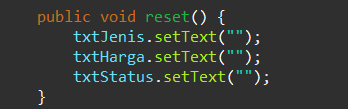 public void reset() {
txtJenis.setText("");
txtHarga.setText("");
txtStatus.setText("");
}